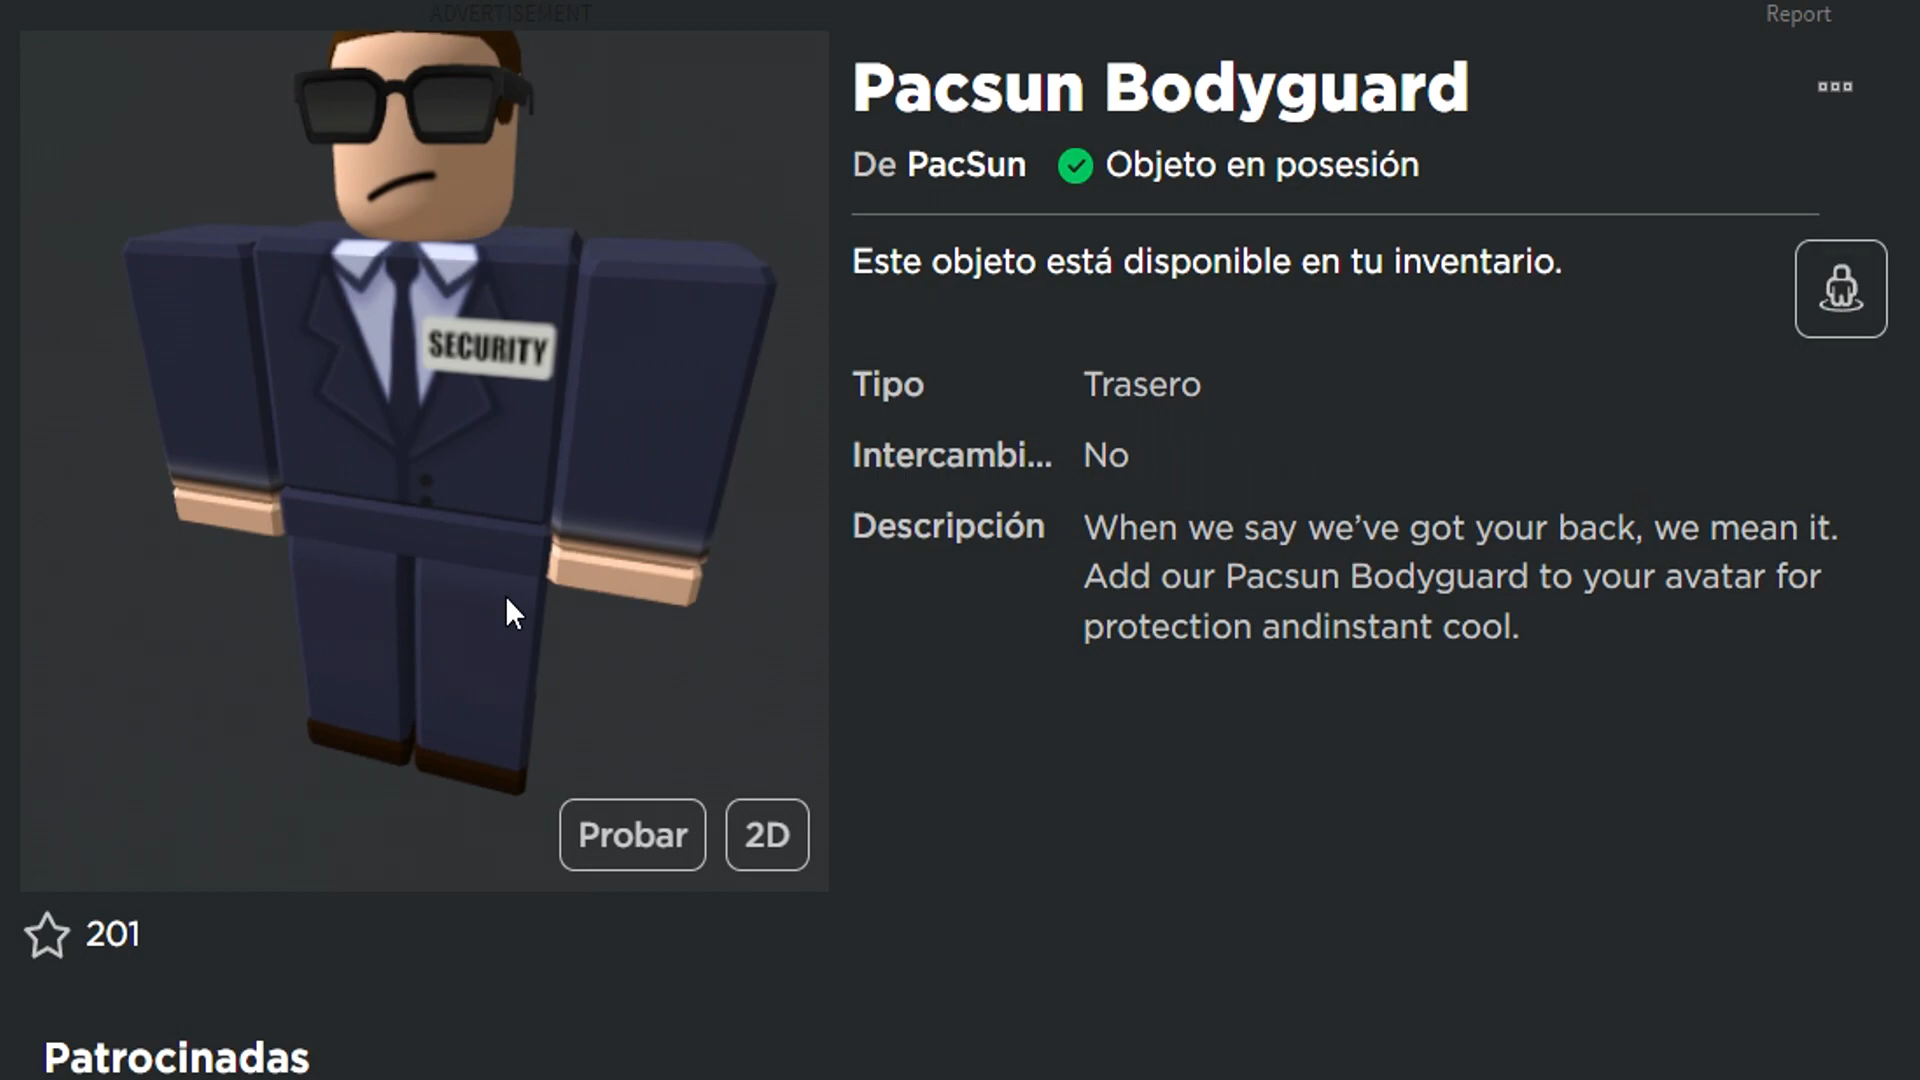 ADVERTISEMENT
Report
Pacsun Bodyguard
De PacSun Objeto en posesión
Este objeto está disponible en tu inventario.
SECURITY
Tipo Trasero
Intercambi... No
Descripción When we say we’ve got your back, we mean it.
Add our Pacsun Bodyguard to your avatar for
protection andinstant cool.
Probar 2D
201
Patrocinadas